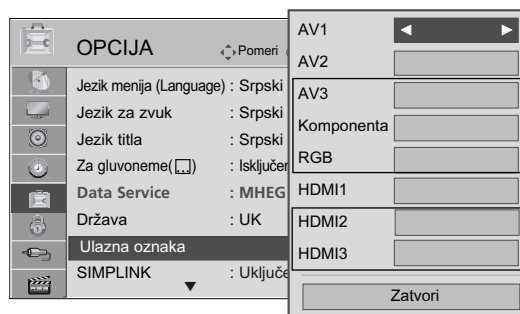 OPCIJA
Pomeri
Jezik menija (Language) : Srpski
Jezik za zvuk : Srpski
Jezik titla : Srpski
Za gluvoneme( ) : Isključen
Data Service : MHEG
Država : UK
Ulazna oznaka
SIMPLINK : Uključe
AV1
AV2
AV3
Komponenta
RGB
HDMI1
HDMI2
HDMI3
Zatvori